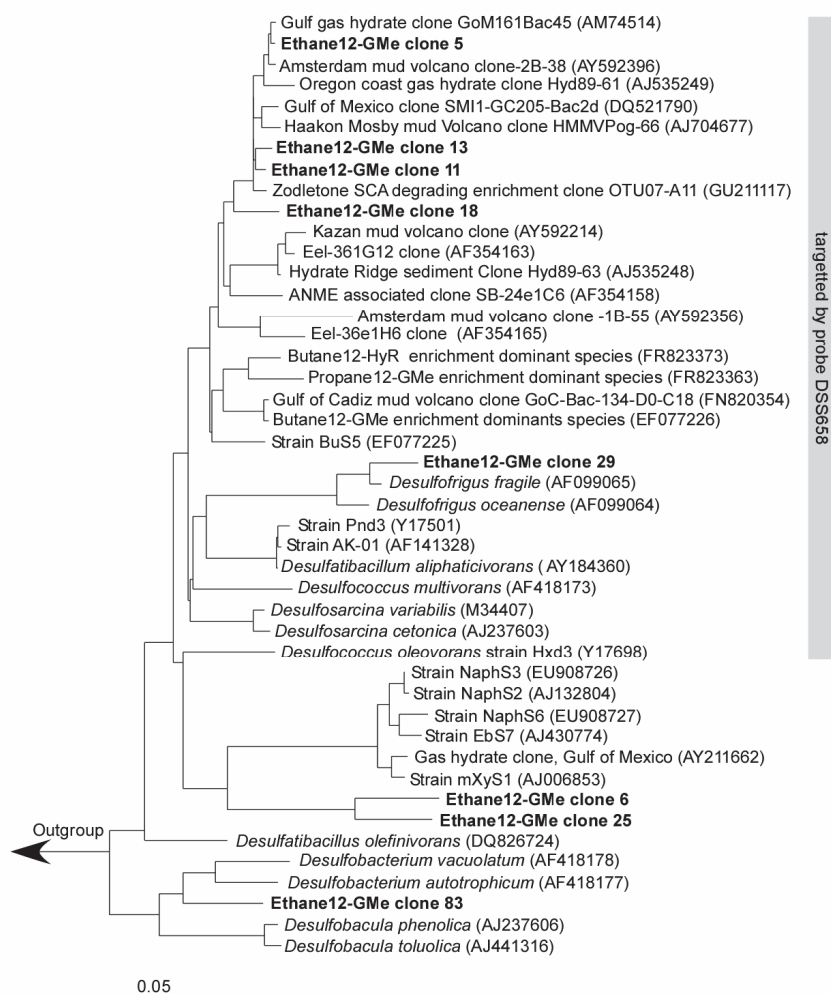 Gulf gas hydrate clone GoM161Bac45 (AM74514)
Ethane12-GMe clone 5
Amsterdam mud volcano clone-2B-38 (AY592396)
Oregon coast gas hydrate clone Hyd89-61 (AJ535249)
Gulf of Mexico clone SMI1-GC205-Bac2d (DQ521790)
Haakon Mosby mud Volcano clone HMMVPog-66 (AJ704677)
Ethane12-GMe clone 13
Ethane12-GMe clone 11
Zodletone SCA degrading enrichment clone OTU07-A11 (GU211117)
Ethane12-GMe clone 18
Kazan mud volcano clone (AY592214)
Eel-361G12 clone (AF354163)
Hydrate Ridge sediment Clone Hyd89-63 (AJ535248)
ANME associated clone SB-24e1C6 (AF354158)
Amsterdam mud volcano clone -1B-55 (AY592356)
Eel-36e1H6 clone (AF354165)
Butane12-HyR enrichment dominant species (FR823373)
Propane12-GMe enrichment dominant species (FR823363)
Gulf of Cadiz mud volcano clone GoC-Bac-134-D0-C18 (FN820354)
Butane12-GMe enrichment dominants species (EF077226)
Strain BuS5 (EF077225)
Ethane12-GMe clone 29
Desulfofrigus fragile (AF099065)
Desulfofrigus oceanense (AF099064)
Strain Pnd3 (Y17501)
Strain AK-01 (AF141328)
Desulfatibacillum aliphaticivorans ( AY184360)
Desulfococcus multivorans (AF418173)
Desulfosarcina variabilis (M34407)
Desulfosarcina cetonica (AJ237603)
Desulfococcus oleovorans strain Hxd3 (Y17698)
Strain NaphS3 (EU908726)
Strain NaphS2 (AJ132804)
Strain NaphS6 (EU908727)
Strain EbS7 (AJ430774)
Gas hydrate clone, Gulf of Mexico (AY211662)
Strain mXyS1 (AJ006853)
Ethane12-GMe clone 6
Ethane12-GMe clone 25
Desulfatibacillus olefinivorans (DQ826724)
Desulfobacterium vacuolatum (AF418178)
Desulfobacterium autotrophicum (AF418177)
Ethane12-GMe clone 83
Desulfobacula phenolica (AJ237606)
Desulfobacula toluolica (AJ441316)
Outgroup
0.05
targetted by probe DSS658